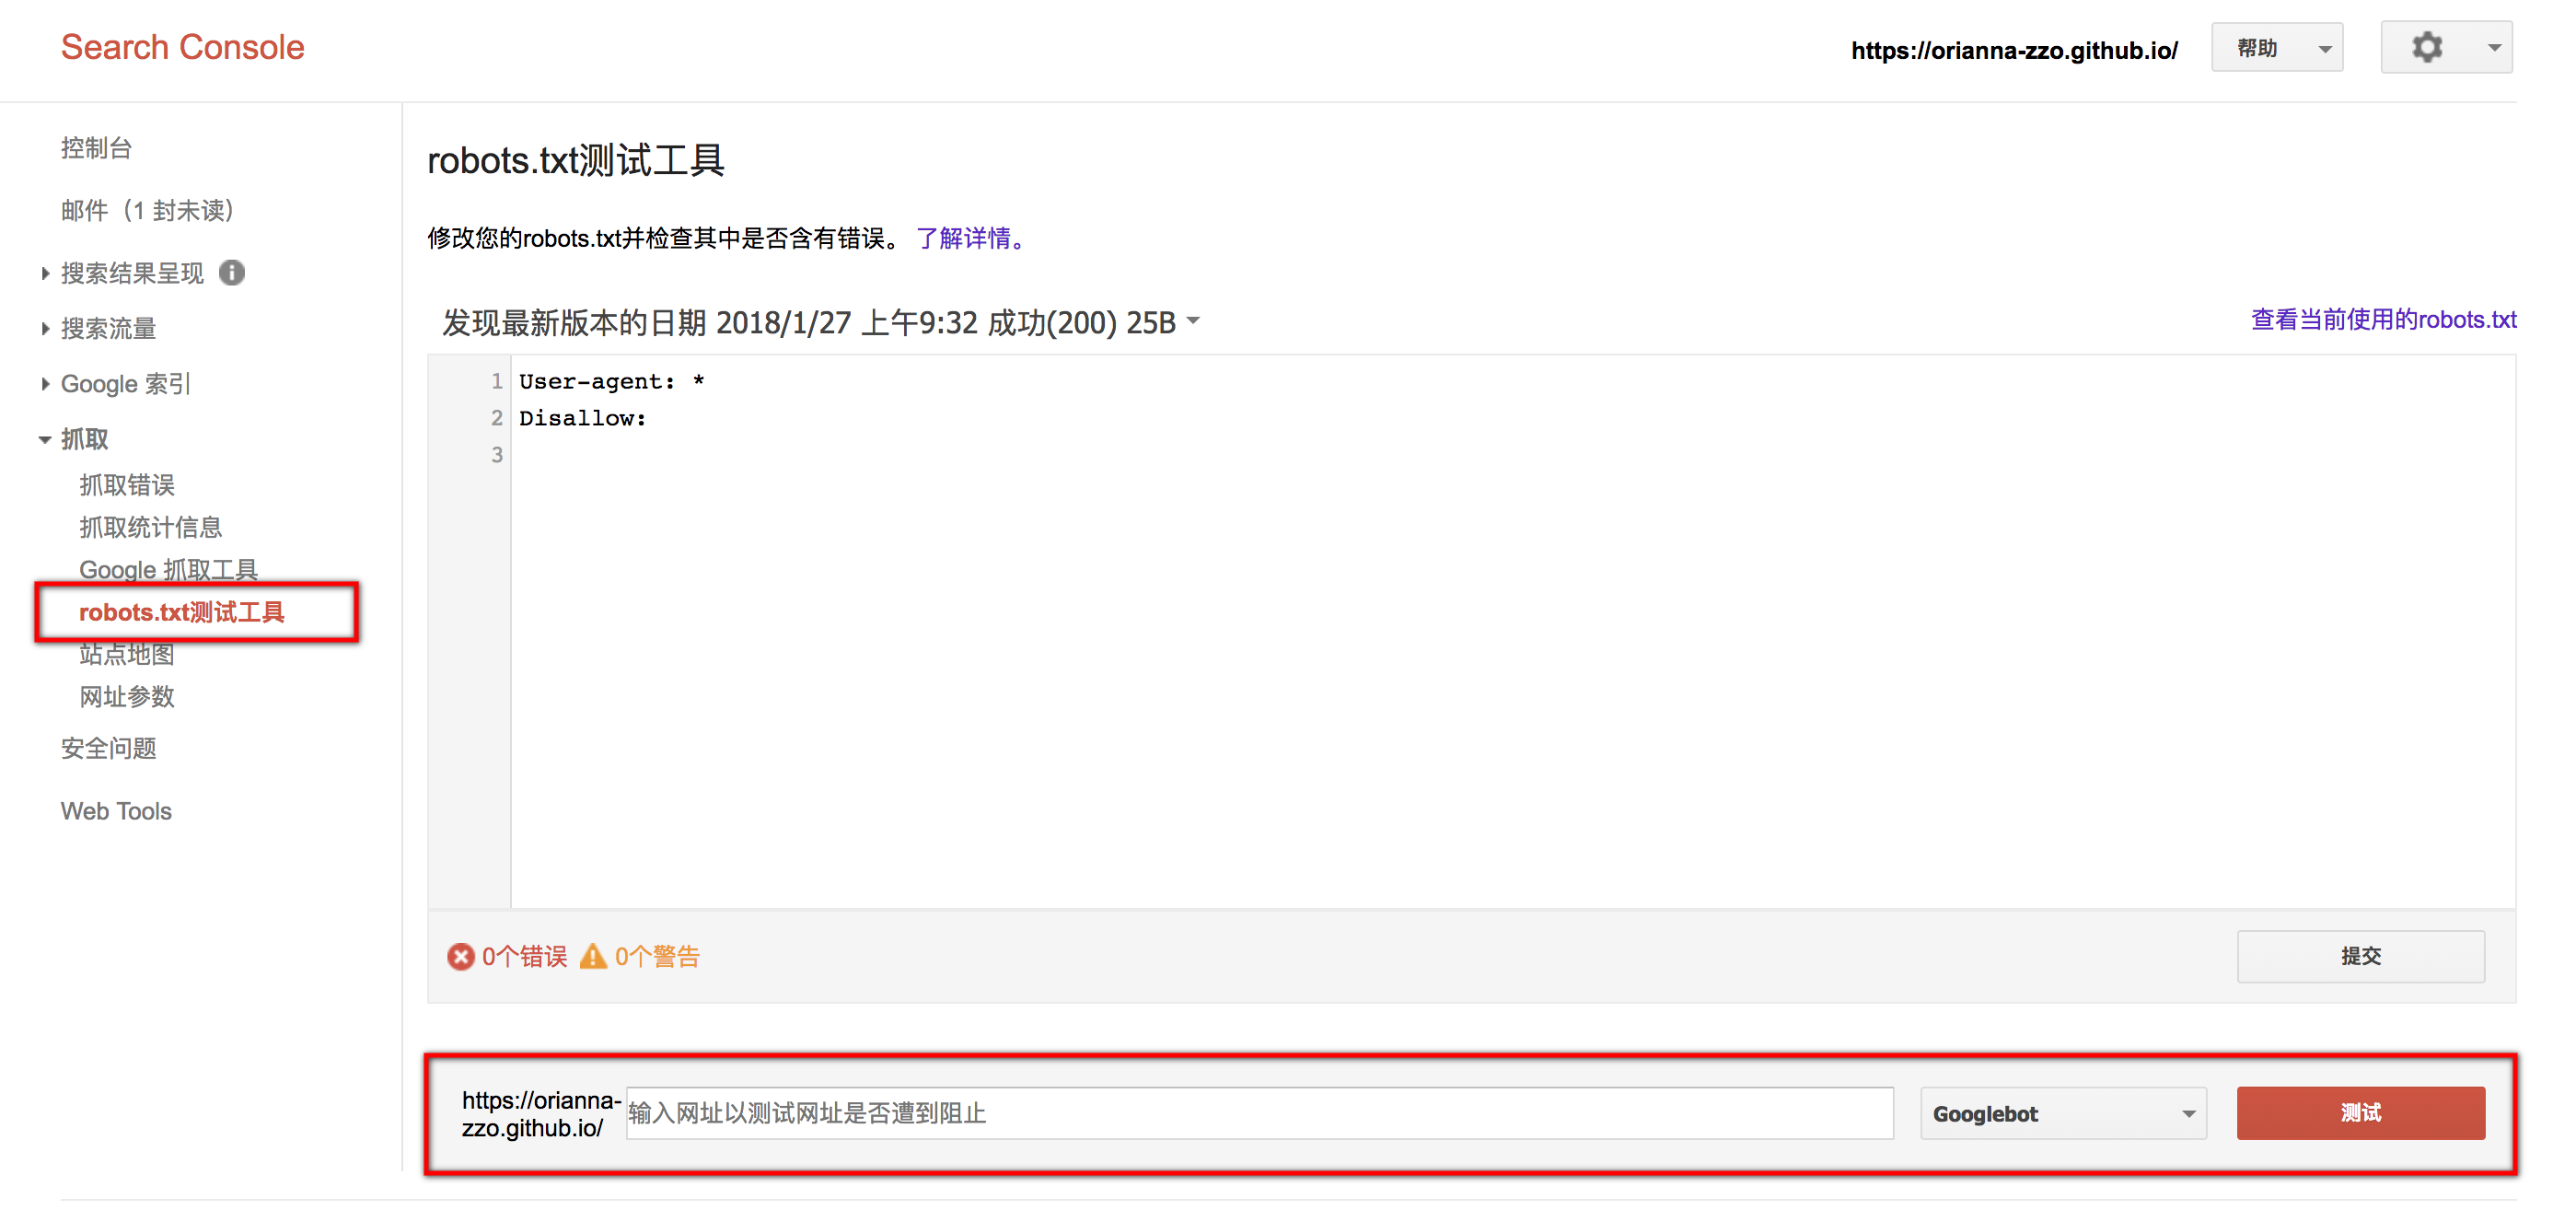 Search Console
https://orianna-zzo.github.io/
帮助
控制台
邮件（1 封未读）
搜索结果呈现
搜索流量
Google 索引
抓取
抓取错误
抓取统计信息
Google 抓取工具
robots.txt测试工具
站点地图
网址参数
安全问题
Web Tools
robots.txt测试工具
修改您的robots.txt并检查其中是否含有错误。 了解详情。
发现最新版本的日期 2018/1/27 上午9:32 成功(200) 25B
查看当前使用的robots.txt
1 User-agent: *
2 Disallow:
3
0个错误 0个警告
提交
https://orianna-
zzo.github.io/
输入网址以测试网址是否遭到阻止
Googlebot
测试